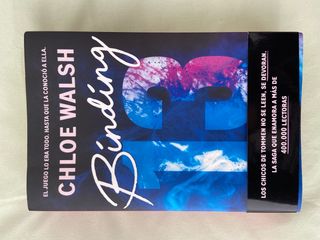 EL JUEGO LO ERA TODO. HASTA QUE LA CONOCIÓ A ELLA.
CHLOE WALSH
Binding
13
LOS CHICOS DE TOMMEN NO SE LEEN, SE DEVORAN.
LA SAGA QUE ENAMORA A MÁS DE
400.000 LECTORAS